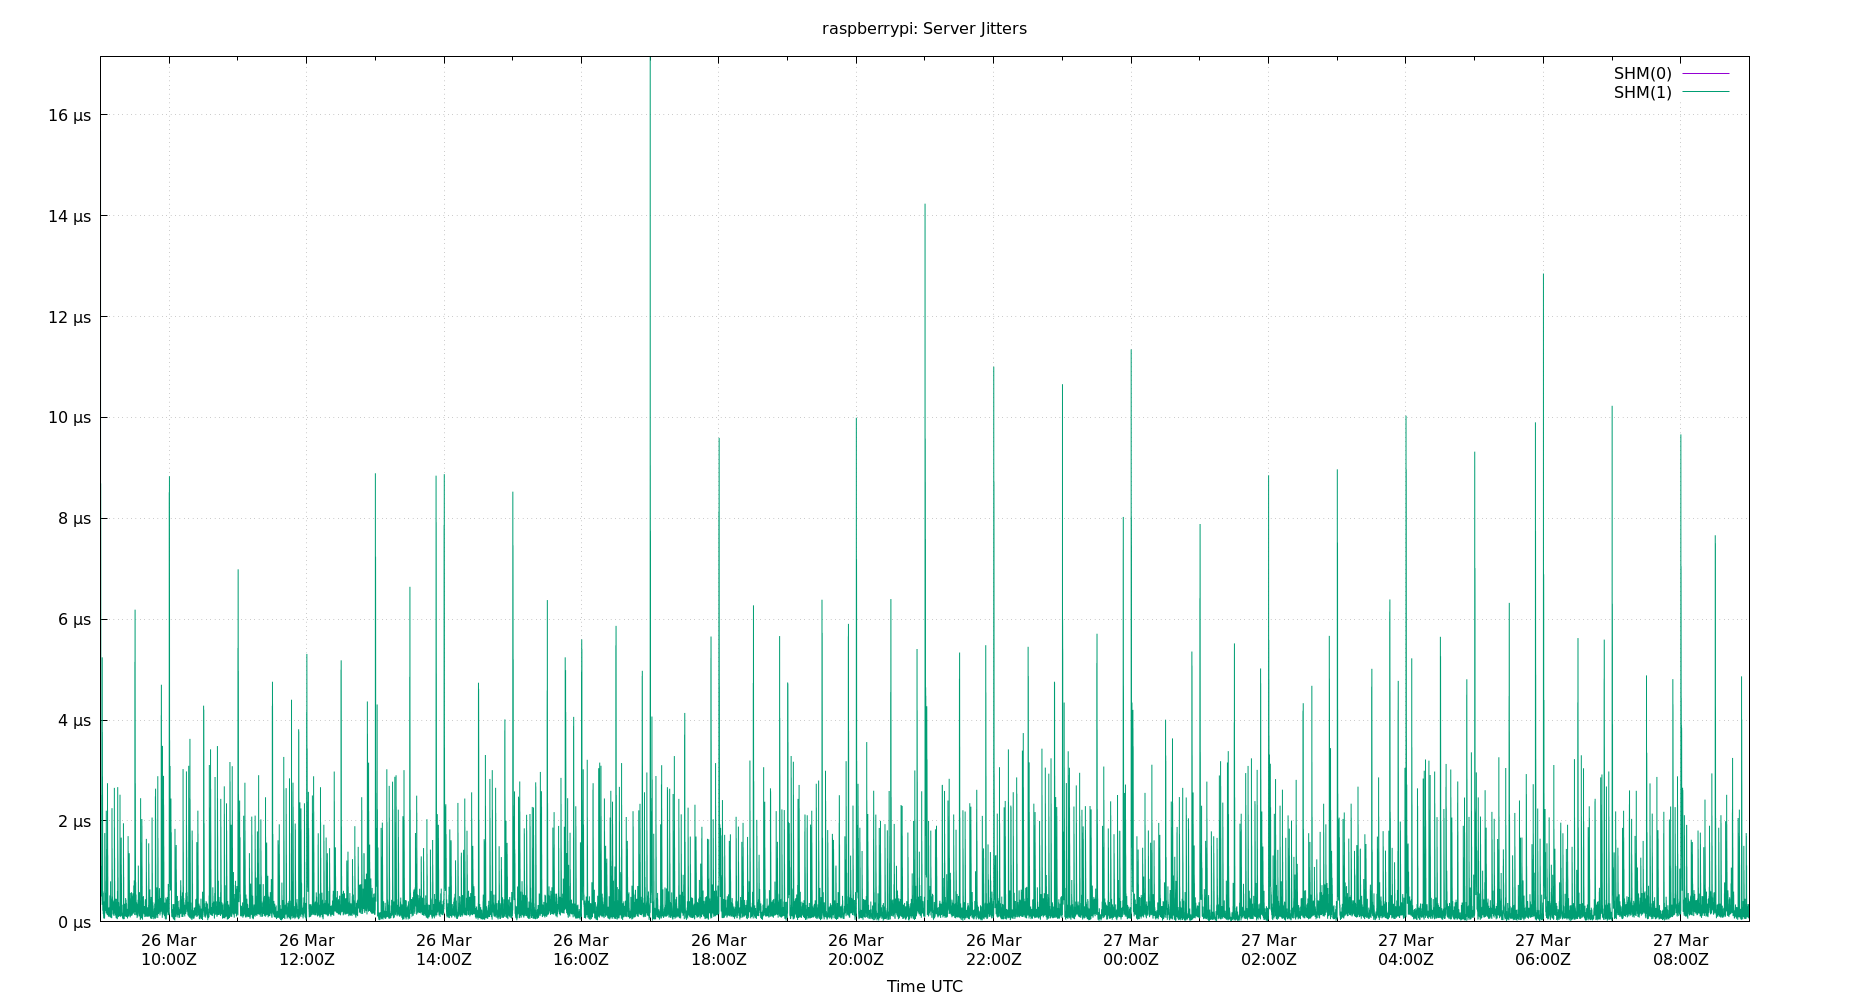 raspberrypi: Server Jitters
SHM(0)
SHM(1)
16 µs
14 µs
12 µs
10 µs
8 µs
6 µs
4 µs
2 µs
0 µs
26 Mar 26 Mar 26 Mar 26 Mar 26 Mar 26 Mar 26 Mar 27 Mar 27 Mar 27 Mar 27 Mar 27 Mar
10:00Z 12:00Z 14:00Z 16:00Z 18:00Z 20:00Z 22:00Z 00:00Z 02:00Z 04:00Z 06:00Z 08:00Z
Time UTC